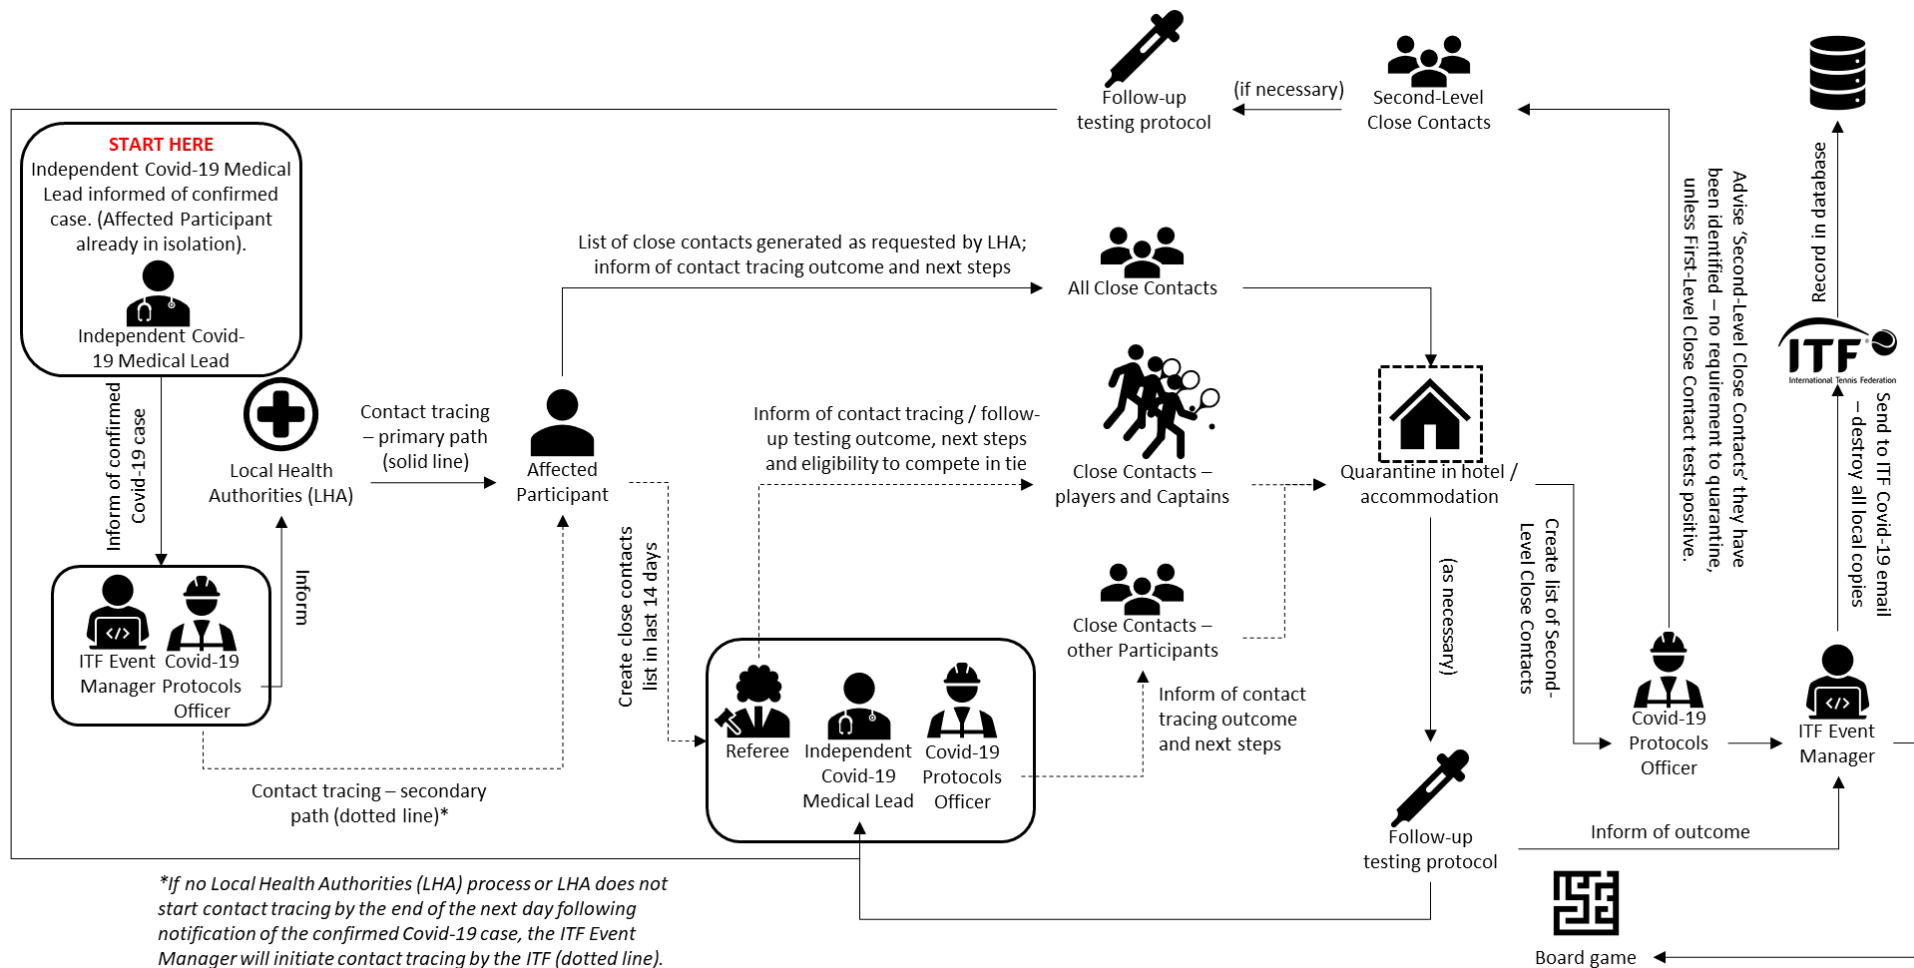 START HERE
Independent Covid-19 Medical
Lead informed of confirmed
case. (Affected Participant
already in isolation).
Independent Covid-
19 Medical Lead
Inform of confirmed
Covid-19 case
ITF Event
Manager
Covid-19
Protocols
Officer
Inform
Local Health
Authorities (LHA)
Contact tracing
– primary path
(solid line)
Affected
Participant
Contact tracing – secondary
path (dotted line)*
List of close contacts generated as requested by LHA;
inform of contact tracing outcome and next steps
All Close Contacts
Create close contacts
list in last 14 days
Referee
Independent
Covid-19
Medical Lead
Covid-19
Protocols
Officer
Inform of contact tracing / follow-
up testing outcome, next steps
and eligibility to compete in tie
Close Contacts –
players and Captains
Inform of contact
tracing outcome
and next steps
Close Contacts –
other Participants
Quarantine in hotel /
accommodation
(as necessary)
Follow-up
testing protocol
Inform of outcome
Create list of Second-
Level Close Contacts
Covid-19
Protocols
Officer
ITF Event
Manager
Advise ‘Second-Level Close Contacts’ they have
been identified – no requirement to quarantine,
unless First-Level Close Contact tests positive.
Second-Level
Close Contacts
(if necessary)
Follow-up
testing protocol
Send to ITF Covid-19 email
– destroy all local copies
ITF
®
International Tennis Federation
Record in database
Board game
*If no Local Health Authorities (LHA) process or LHA does not
start contact tracing by the end of the next day following
notification of the confirmed Covid-19 case, the ITF Event
Manager will initiate contact tracing by the ITF (dotted line).